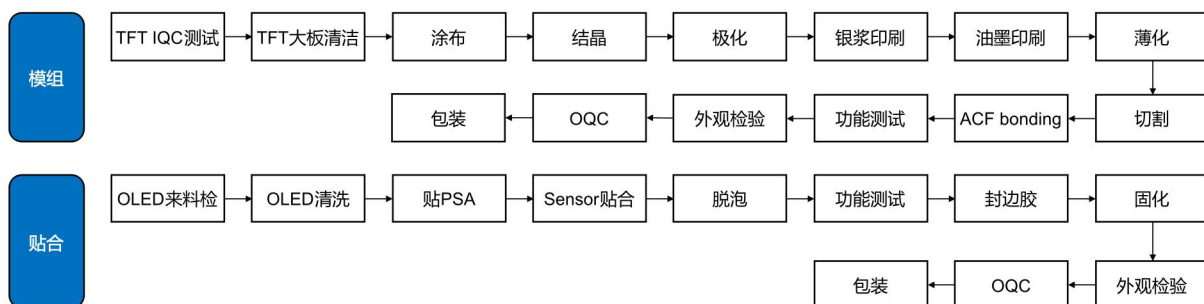 模组
TFT IQC测试
TFT大板清洁
涂布
结晶
极化
银浆印刷
油墨印刷
薄化
切割
ACF bonding
功能测试
外观检验
OQC
包装
贴合
OLED来料检
OLED清洗
贴PSA
Sensor贴合
脱泡
功能测试
封边胶
固化
外观检验
OQC
包装